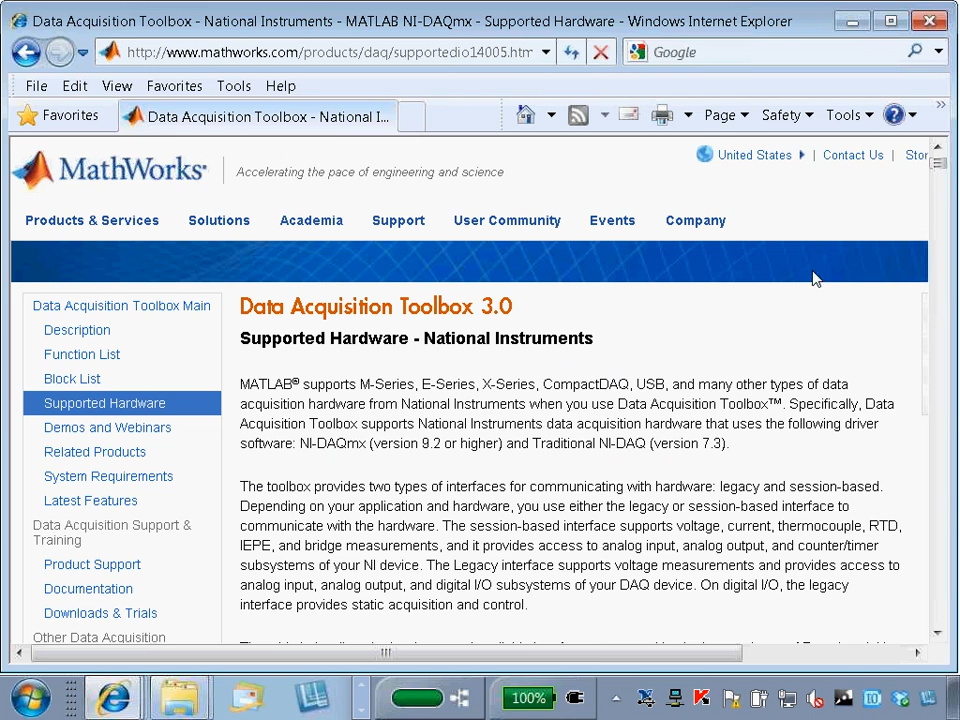 Data Acquisition Toolbox - National Instruments - MATLAB NI-DAQmx - Supported Hardware - Windows Internet Explorer
http://www.mathworks.com/products/daq/supportedio14005.htm
Google
File Edit View Favorites Tools Help
Favorites
Data Acquisition Toolbox - National I...
Page Safety Tools
MathWorks
Accelerating the pace of engineering and science
United States | Contact Us | Stor
Products & Services Solutions Academia Support User Community Events Company
Data Acquisition Toolbox Main
Description
Function List
Block List
Supported Hardware
Demos and Webinars
Related Products
System Requirements
Latest Features
Data Acquisition Support &
Training
Product Support
Documentation
Downloads & Trials
Other Data Acquisition
Data Acquisition Toolbox 3.0
Supported Hardware - National Instruments
MATLAB® supports M-Series, E-Series, X-Series, CompactDAQ, USB, and many other types of data
acquisition hardware from National Instruments when you use Data Acquisition Toolbox™. Specifically, Data
Acquisition Toolbox supports National Instruments data acquisition hardware that uses the following driver
software: NI-DAQmx (version 9.2 or higher) and Traditional NI-DAQ (version 7.3).
The toolbox provides two types of interfaces for communicating with hardware: legacy and session-based.
Depending on your application and hardware, you use either the legacy or session-based interface to
communicate with the hardware. The session-based interface supports voltage, current, thermocouple, RTD,
IEPE, and bridge measurements, and it provides access to analog input, analog output, and counter/timer
subsystems of your NI device. The Legacy interface supports voltage measurements and provides access to
analog input, analog output, and digital I/O subsystems of your DAQ device. On digital I/O, the legacy
interface provides static acquisition and control.
100%